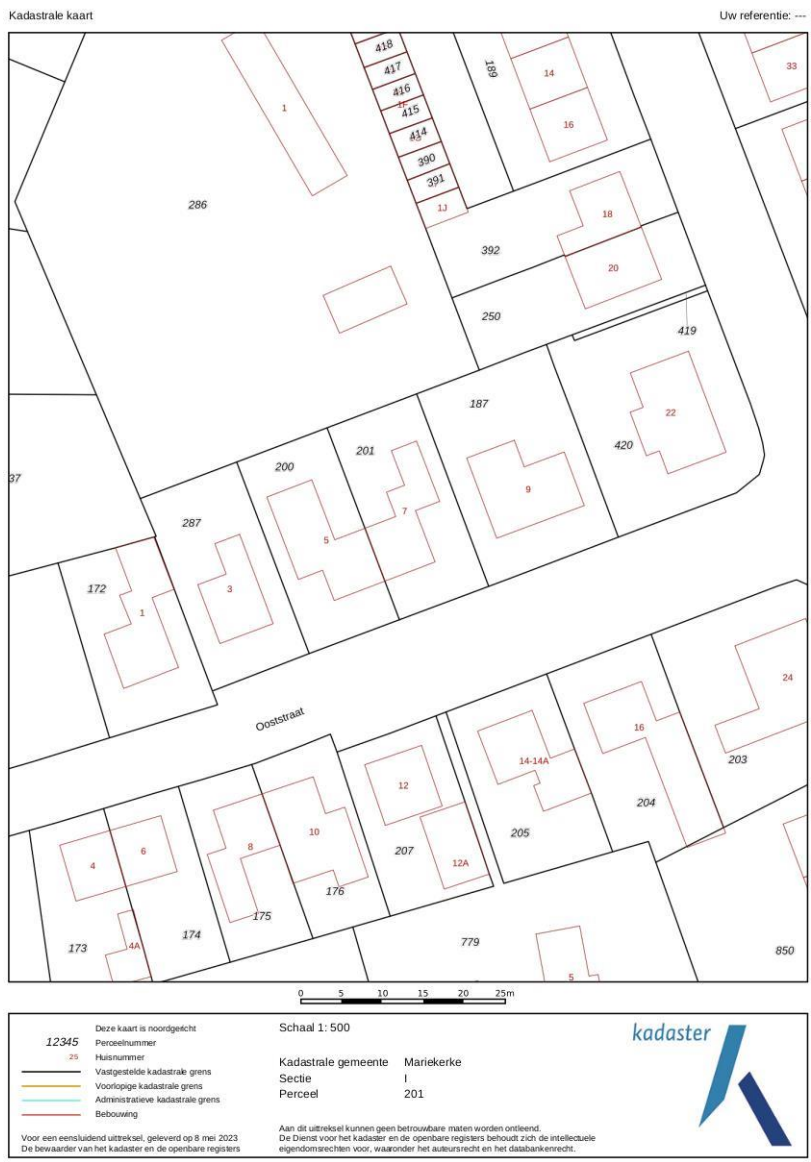 Kadastrale kaart Uw referentie: ---
418
417
416
415
414
390
391
1J
189
14
16
33
1
286
18
392
20
250
419
187
22
420
201
200
37
9
7
287
5
3
172
1
Ooststraat
24
16
203
14-14A
12
204
205
10
8
6
207
4
12A
176
175
174
173
4A
779
850
5
0 5 10 15 20 25m
Deze kaart is noordgericht
12345 Perceelnummer
25 Huisnummer
Vastgestelde kadastrale grens
Voorlopige kadastrale grens
Administratieve kadastrale grens
Bebouwing
Voor een eensluidend uittreksel, geleverd op 8 mei 2023
De bewaarder van het kadaster en de openbare registers
Schaal 1: 500
Kadastrale gemeente Mariekerke
Sectie I
Perceel 201
Aan dit uittreksel kunnen geen betrouwbare maten worden ontleend.
De Dienst voor het kadaster en de openbare registers behoudt zich de intellectuele
eigendomsrechten voor, waaronder het auteursrecht en het databankenrecht.
kadaster